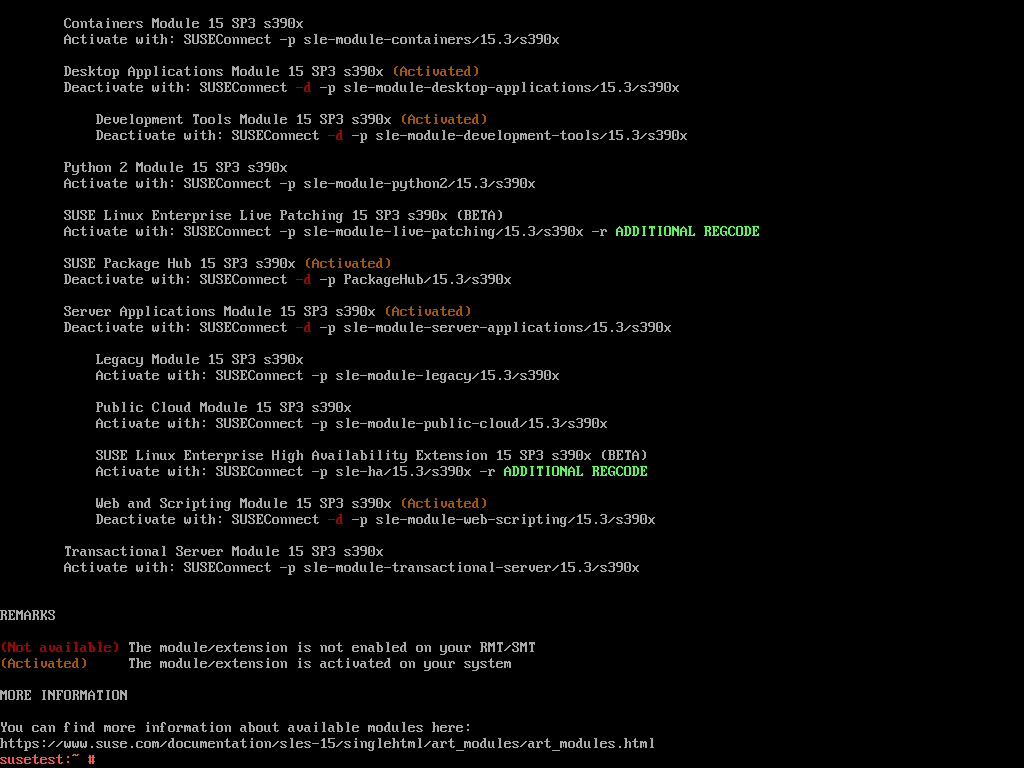 Containers Module 15 SP3 s390x
Activate with: SUSEConnect -p sle-module-containers/15.3/s390x
Desktop Applications Module 15 SP3 s390x (Activated)
Deactivate with: SUSEConnect -d -p sle-module-desktop-applications/15.3/s390x
Development Tools Module 15 SP3 s390x (Activated)
Deactivate with: SUSEConnect -d -p sle-module-development-tools/15.3/s390x
Python 2 Module 15 SP3 s390x
Activate with: SUSEConnect -p sle-module-python2/15.3/s390x
SUSE Linux Enterprise Live Patching 15 SP3 s390x (BETA)
Activate with: SUSEConnect -p sle-module-live-patching/15.3/s390x -r ADDITIONAL REGCODE
SUSE Package Hub 15 SP3 s390x (Activated)
Deactivate with: SUSEConnect -d -p PackageHub/15.3/s390x
Server Applications Module 15 SP3 s390x (Activated)
Deactivate with: SUSEConnect -d -p sle-module-server-applications/15.3/s390x
Legacy Module 15 SP3 s390x
Activate with: SUSEConnect -p sle-module-legacy/15.3/s390x
Public Cloud Module 15 SP3 s390x
Activate with: SUSEConnect -p sle-module-public-cloud/15.3/s390x
SUSE Linux Enterprise High Availability Extension 15 SP3 s390x (BETA)
Activate with: SUSEConnect -p sle-ha/15.3/s390x -r ADDITIONAL REGCODE
Web and Scripting Module 15 SP3 s390x (Activated)
Deactivate with: SUSEConnect -d -p sle-module-web-scripting/15.3/s390x
Transactional Server Module 15 SP3 s390x
Activate with: SUSEConnect -p sle-module-transactional-server/15.3/s390x
REMARKS
(Not available) The module/extension is not enabled on your RMT/SMT
(Activated) The module/extension is activated on your system
MORE INFORMATION
You can find more information about available modules here:
https://www.suse.com/documentation/sles-15/singlehtml/art_modules/art_modules.html
susetest:~ #